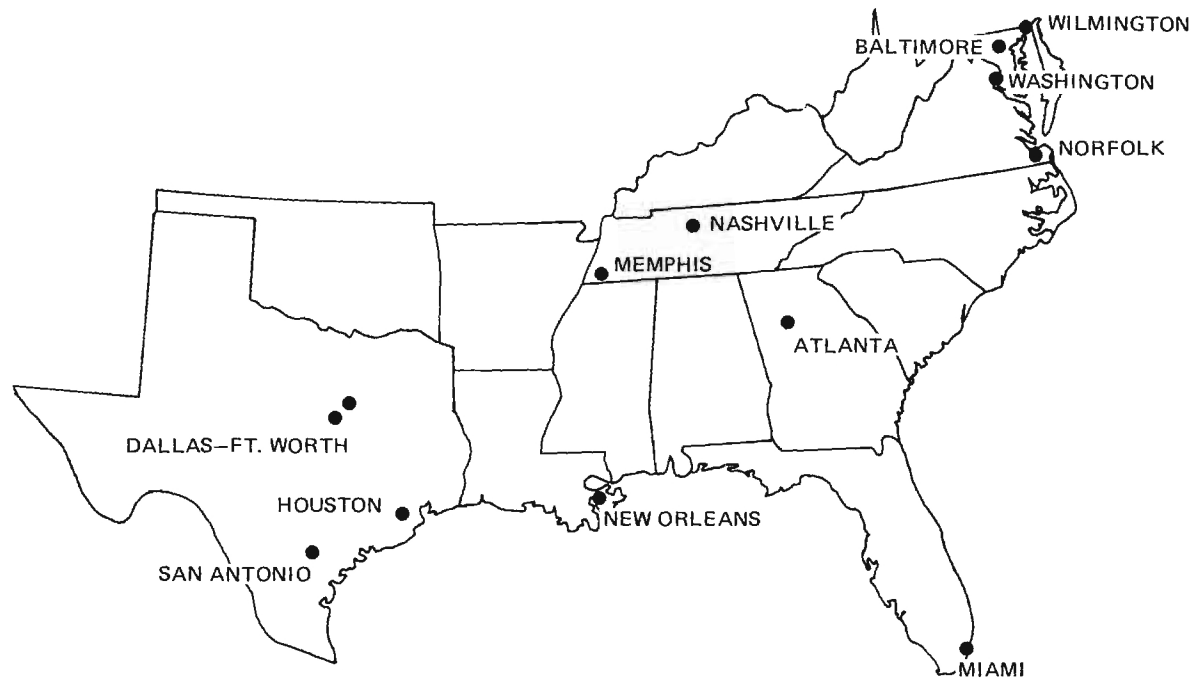 WILMINGTON
BALTIMORE
WASHINGTON
NORFOLK
NASHVILLE
MEMPHIS
ATLANTA
DALLAS–FT. WORTH
HOUSTON
NEW ORLEANS
SAN ANTONIO
MIAMI